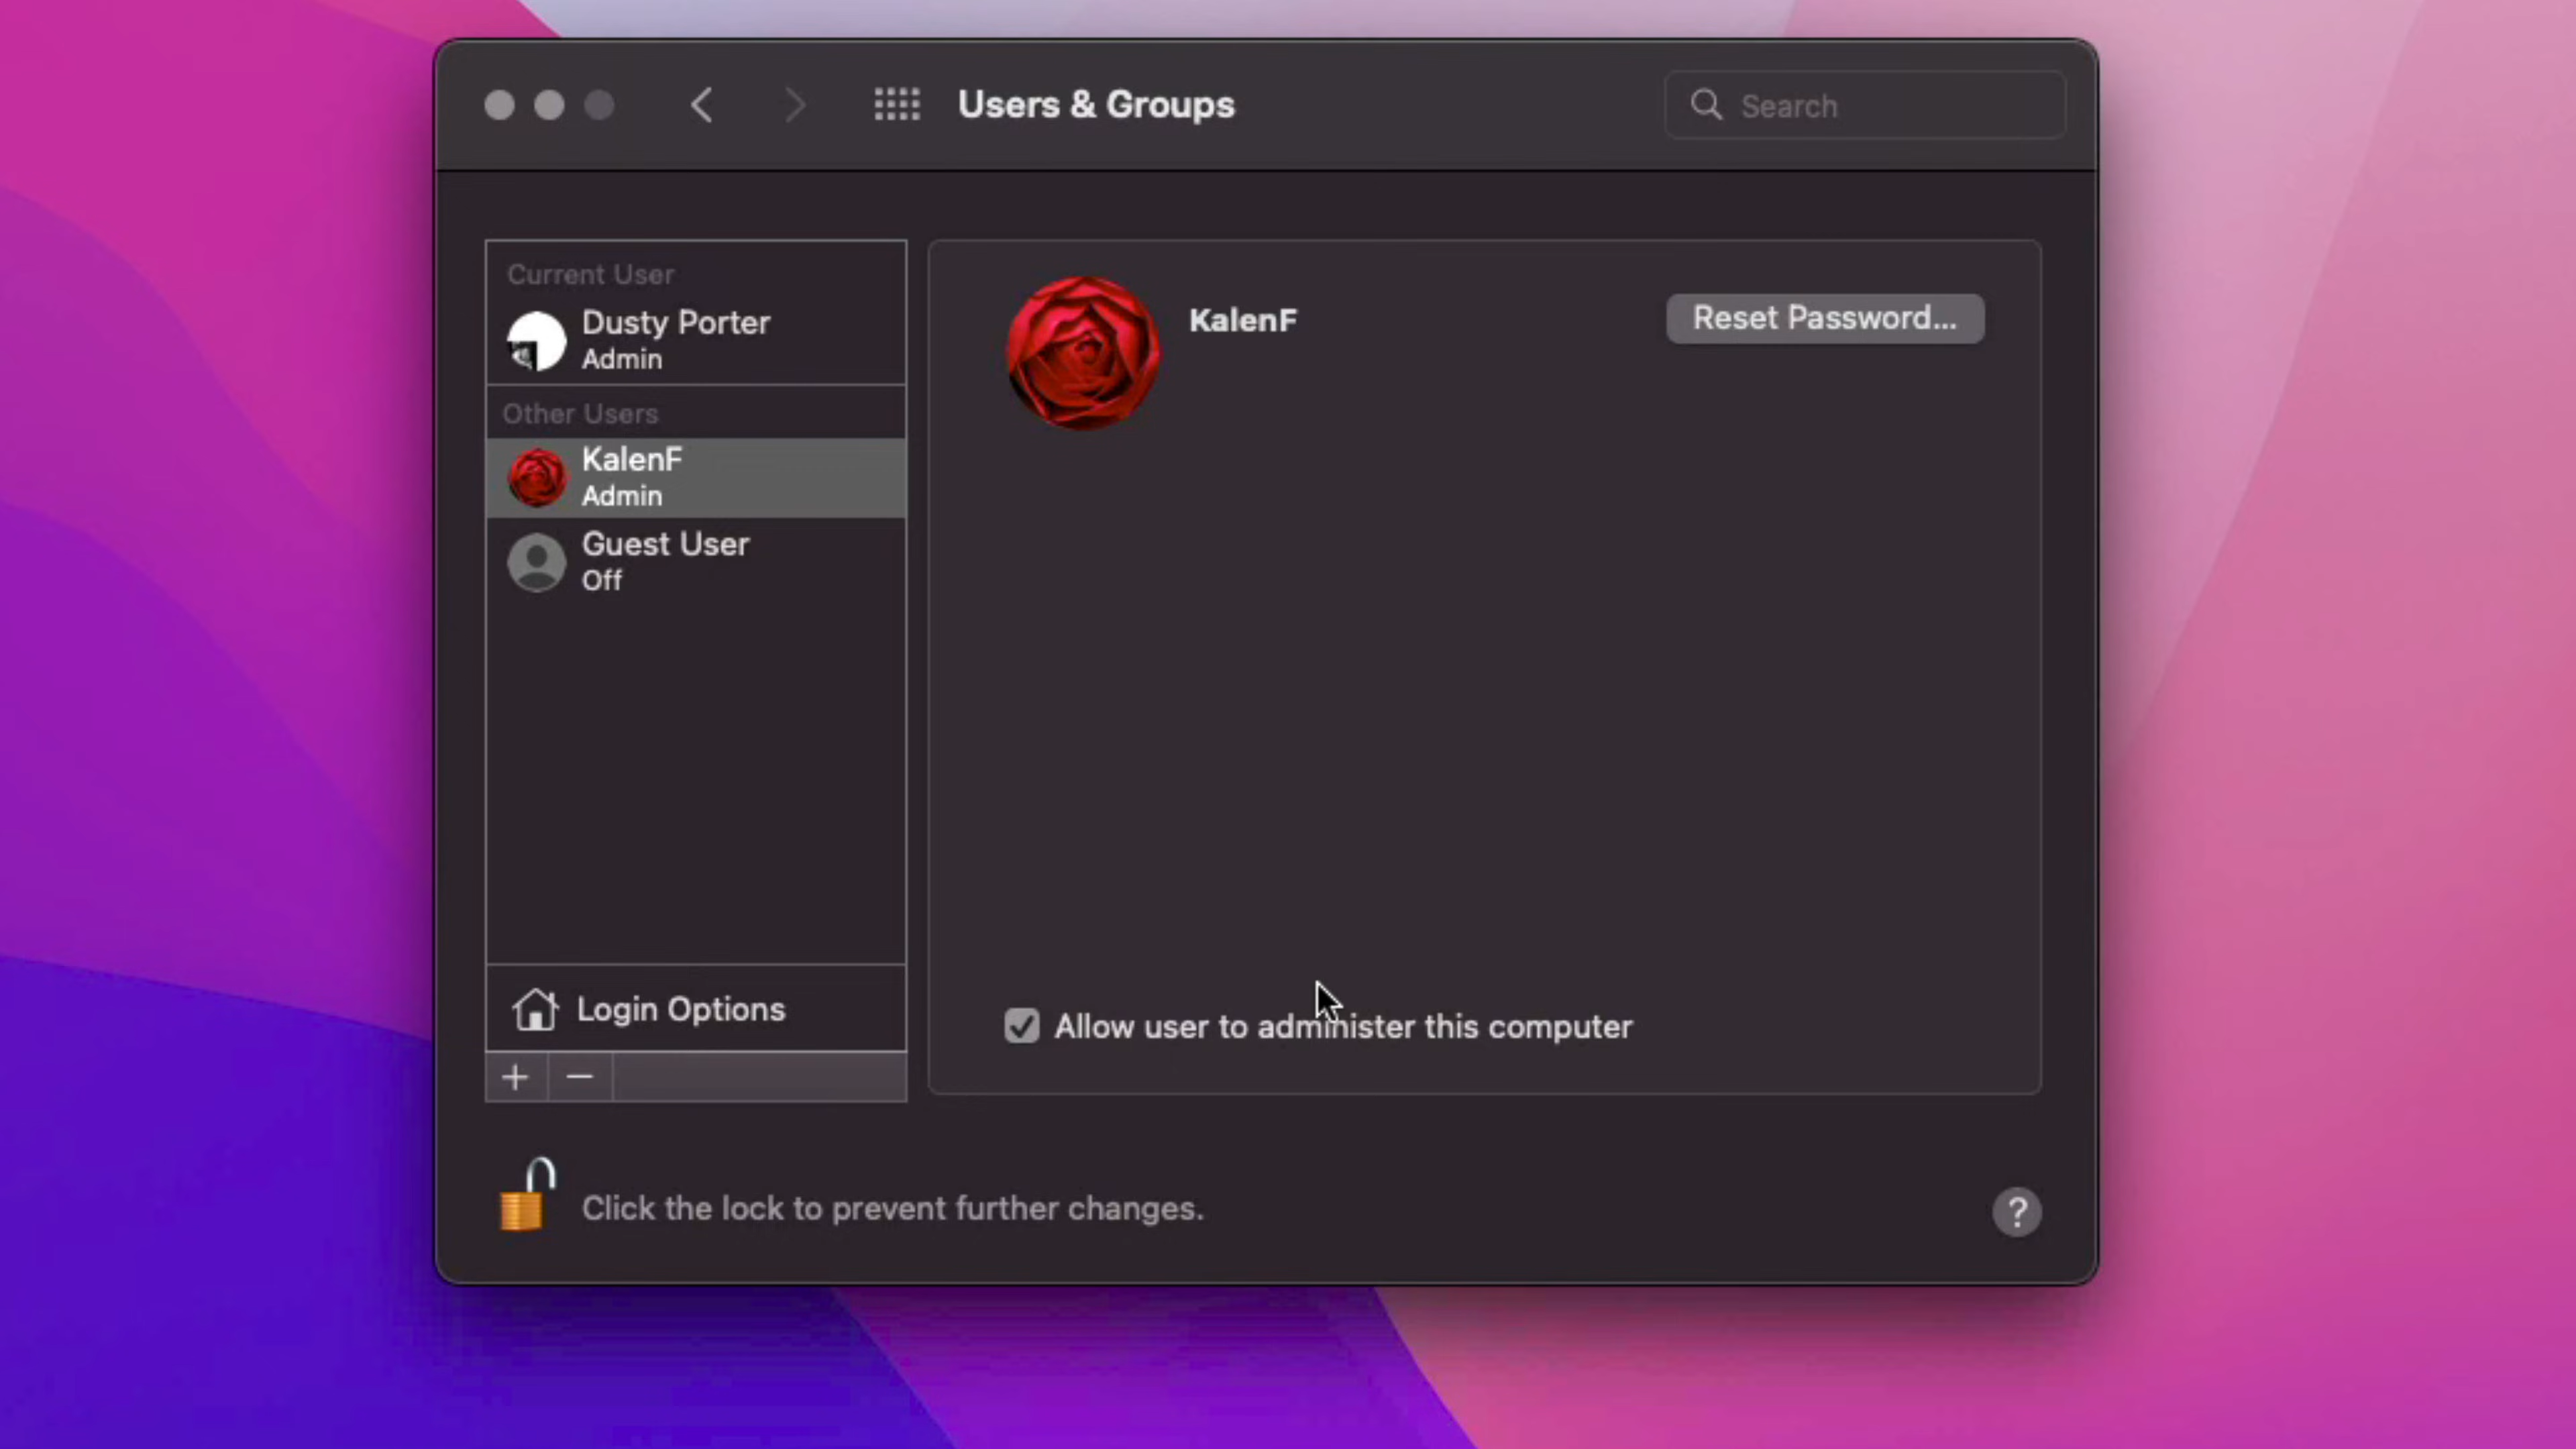 Users & Groups
Search
Current User
Dusty Porter
Admin
Other Users
KalenF
Admin
Guest User
Off
Login Options
KalenF
Reset Password...
Allow user to administer this computer
Click the lock to prevent further changes.
?